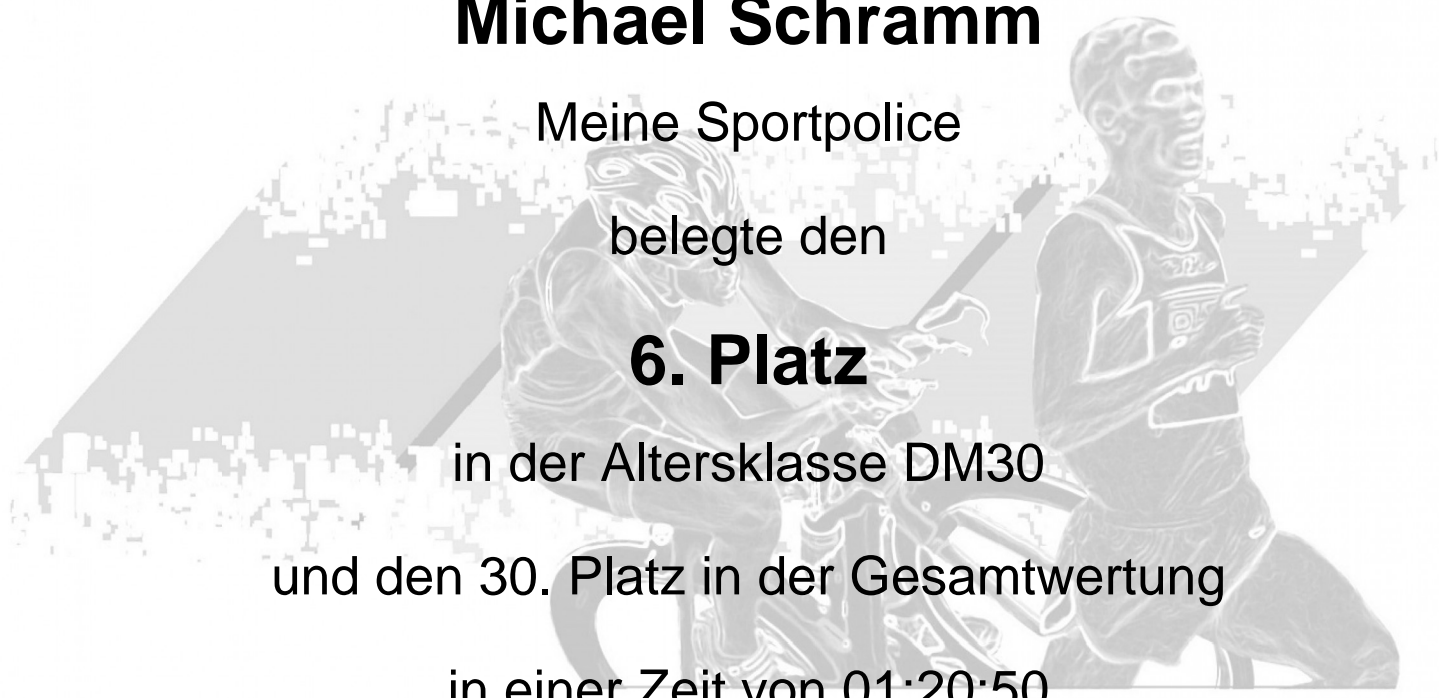 Michael Schramm
Meine Sportpolice
belegte den
6. Platz
in der Altersklasse DM30
und den 30. Platz in der Gesamtwertung
in einer Zeit von 01:20:50